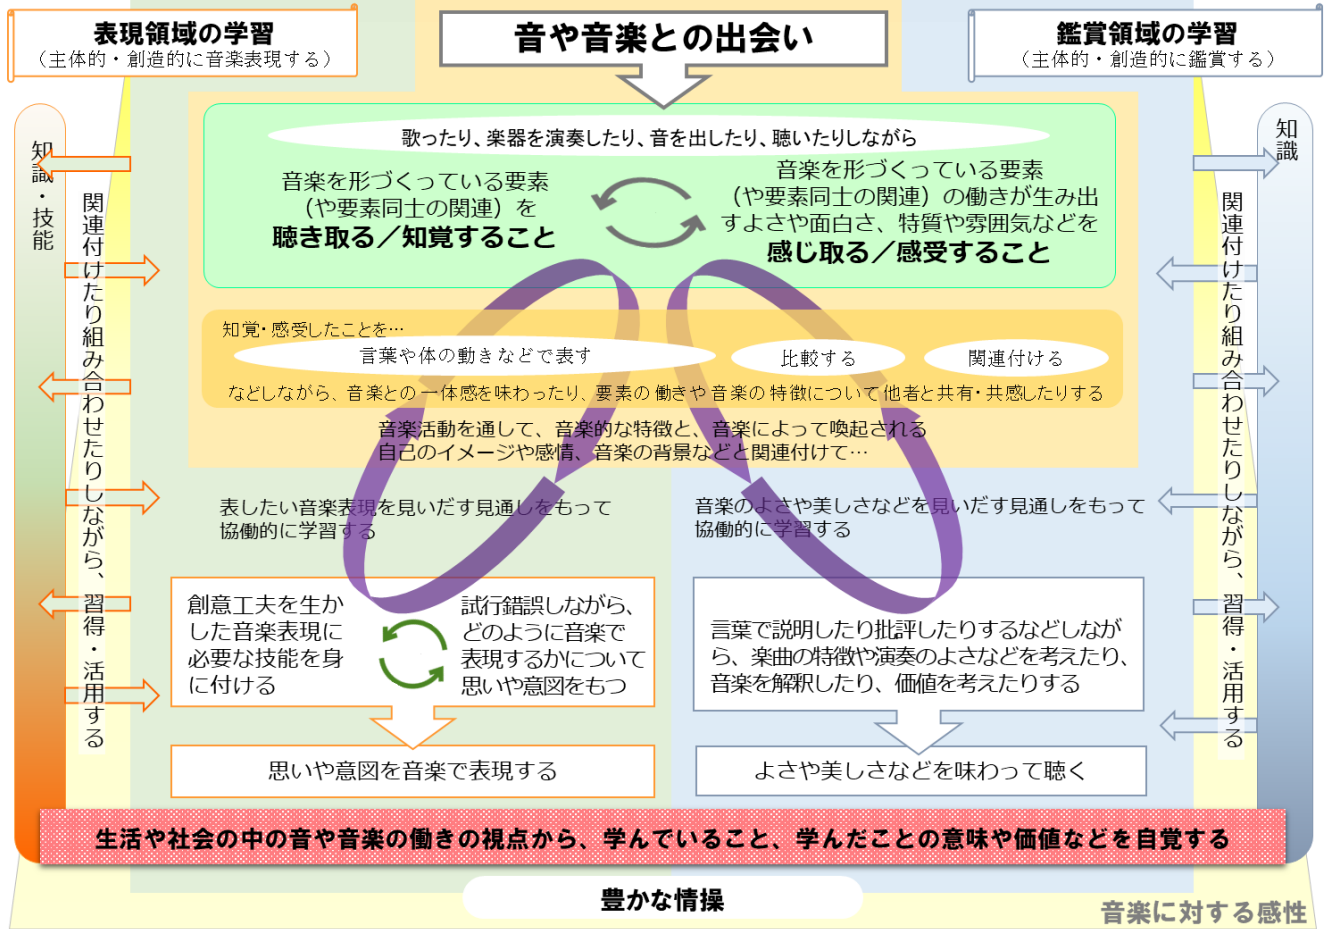 表現領域の学習
（主体的・創造的に音楽表現する）
音や音楽との出会い
鑑賞領域の学習
（主体的・創造的に鑑賞する）
知識・技能
関連付けたり組み合わせたりしながら、習得・活用する
歌ったり、楽器を演奏したり、音を出したり、聴いたりしながら
音楽を形づくっている要素
（や要素同士の関連）を
聴き取る／知覚すること
音楽を形づくっている要素
（や要素同士の関連）の働きが生み出
すよさや面白さ、特質や雰囲気などを
感じ取る／感受すること
知覚・感受したことを…
言葉や体の動きなどで表す
比較する
関連付ける
などしながら、音楽との一体感を味わったり、要素の働きや音楽の特徴について他者と共有・共感したりする
音楽活動を通して、音楽的な特徴と、音楽によって喚起される
自己のイメージや感情、音楽の背景などと関連付けて…
表したい音楽表現を見いだす見通しをもって
協働的に学習する
音楽のよさや美しさなどを見いだす見通しをもって
協働的に学習する
創意工夫を生か
した音楽表現に
必要な技能を身
に付ける
試行錯誤しながら、
どのように音楽で
表現するかについて
思いや意図をもつ
言葉で説明したり批評したりするなどしなが
ら、楽曲の特徴や演奏のよさなどを考えたり、
音楽を解釈したり、価値を考えたりする
思いや意図を音楽で表現する
よさや美しさなどを味わって聴く
関連付けたり組み合わせたりしながら、習得・活用する
知識
生活や社会の中の音や音楽の働きの視点から、学んでいること、学んだことの意味や価値などを自覚する
豊かな情操
音楽に対する感性